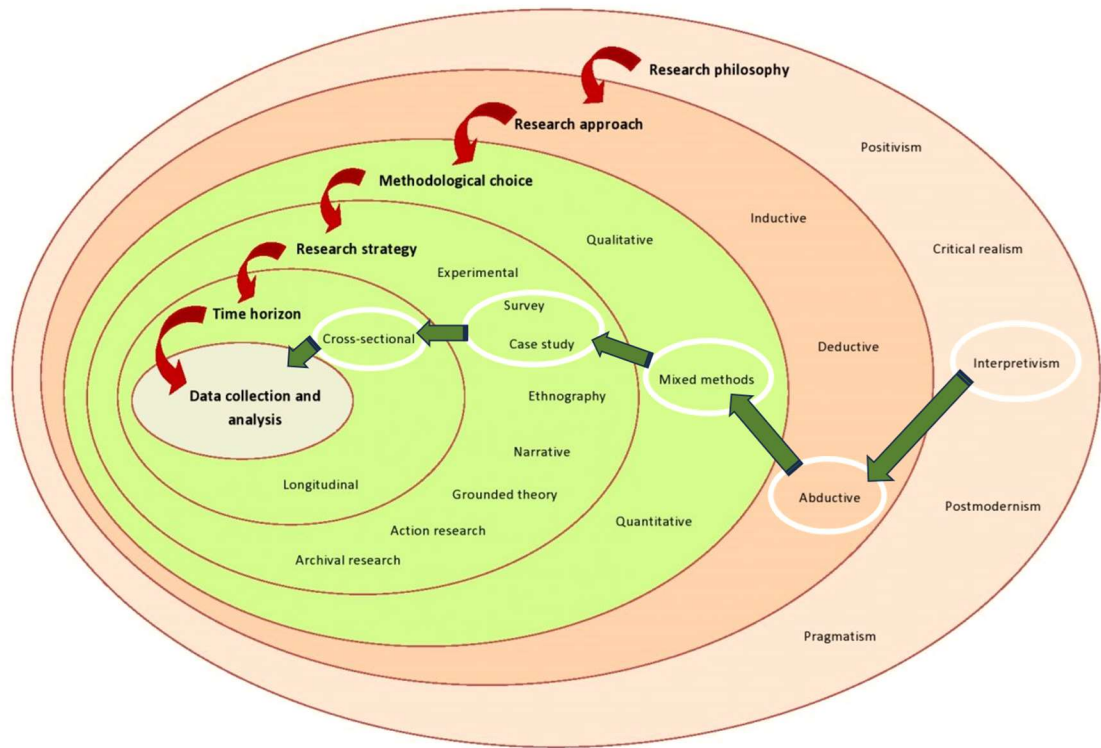 Research philosophy
Research approach
Positivism
Methodological choice
Inductive
Qualitative
Research strategy
Critical realism
Experimental
Survey
Time horizon
Cross-sectional
Case study
Deductive
Interpretivism
Mixed methods
Data collection and
analysis
Ethnography
Narrative
Longitudinal
Grounded theory
Abductive
Postmodernism
Quantitative
Action research
Archival research
Pragmatism